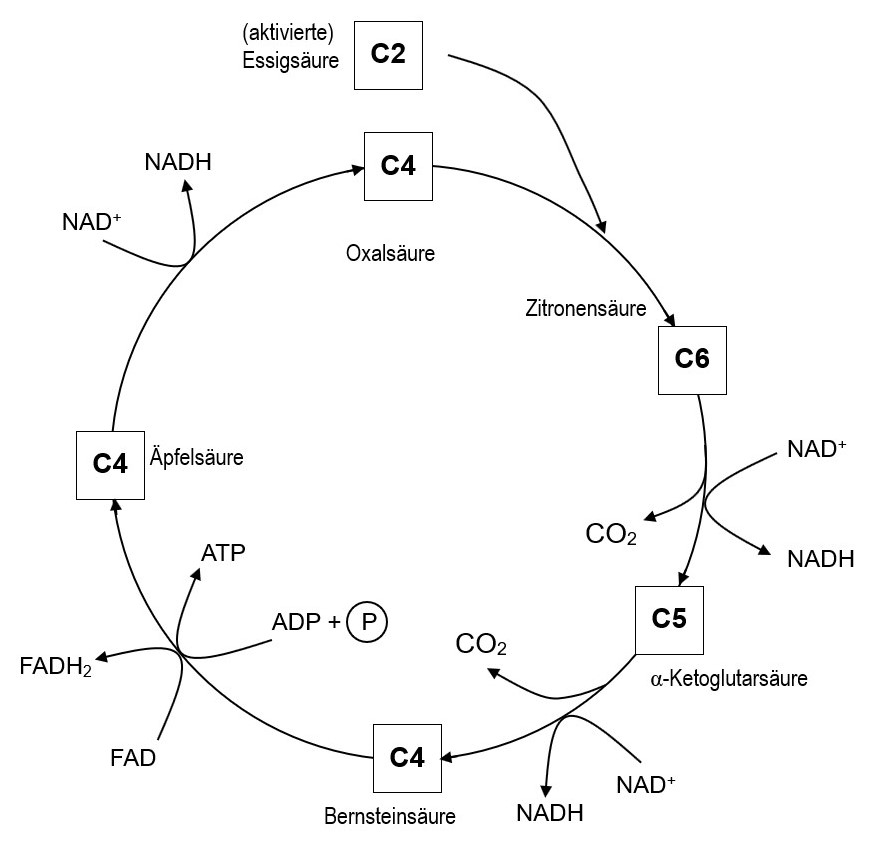 (aktivierte)
Essigsäure
C2
C4
NADH
NAD⁺
Oxalsäure
Zitronensäure
C6
NAD⁺
C4
Äpfelsäure
CO₂
NADH
ATP
C5
ADP + P
CO₂
FADH₂
α-Ketoglutarsäure
C4
FAD
NAD⁺
Bernsteinsäure
NADH